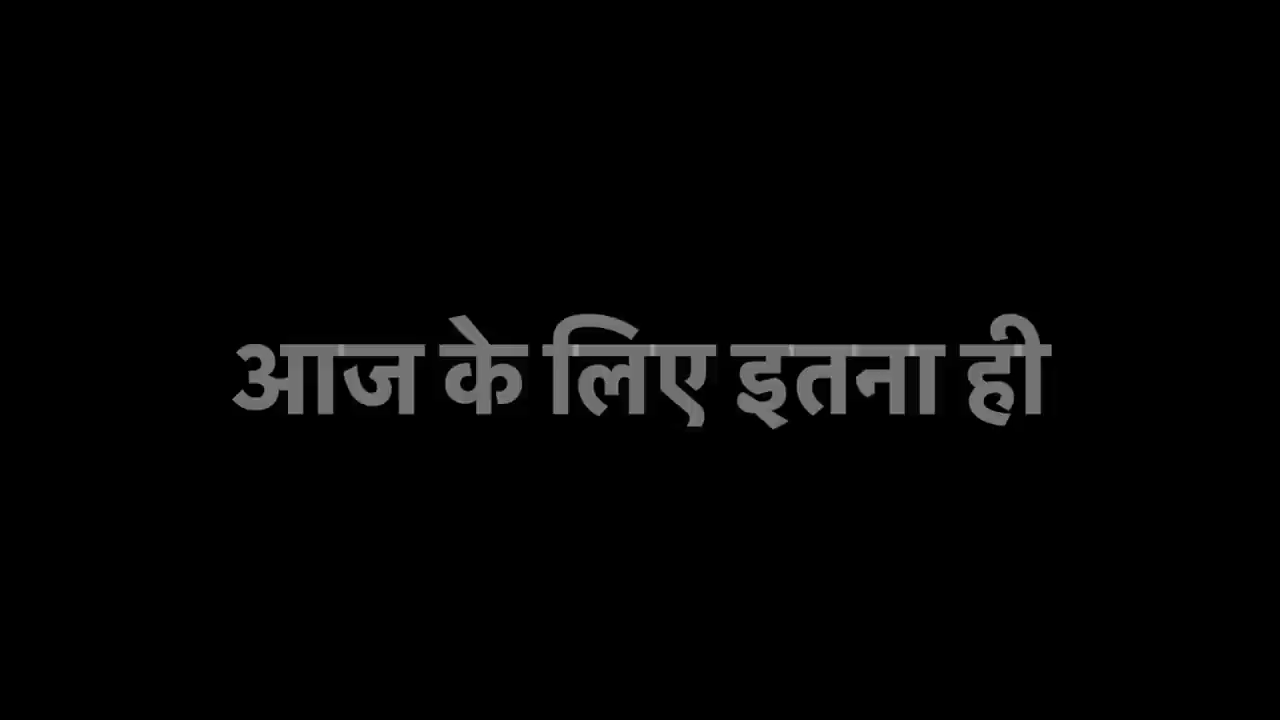 आज के लिए इतना ही